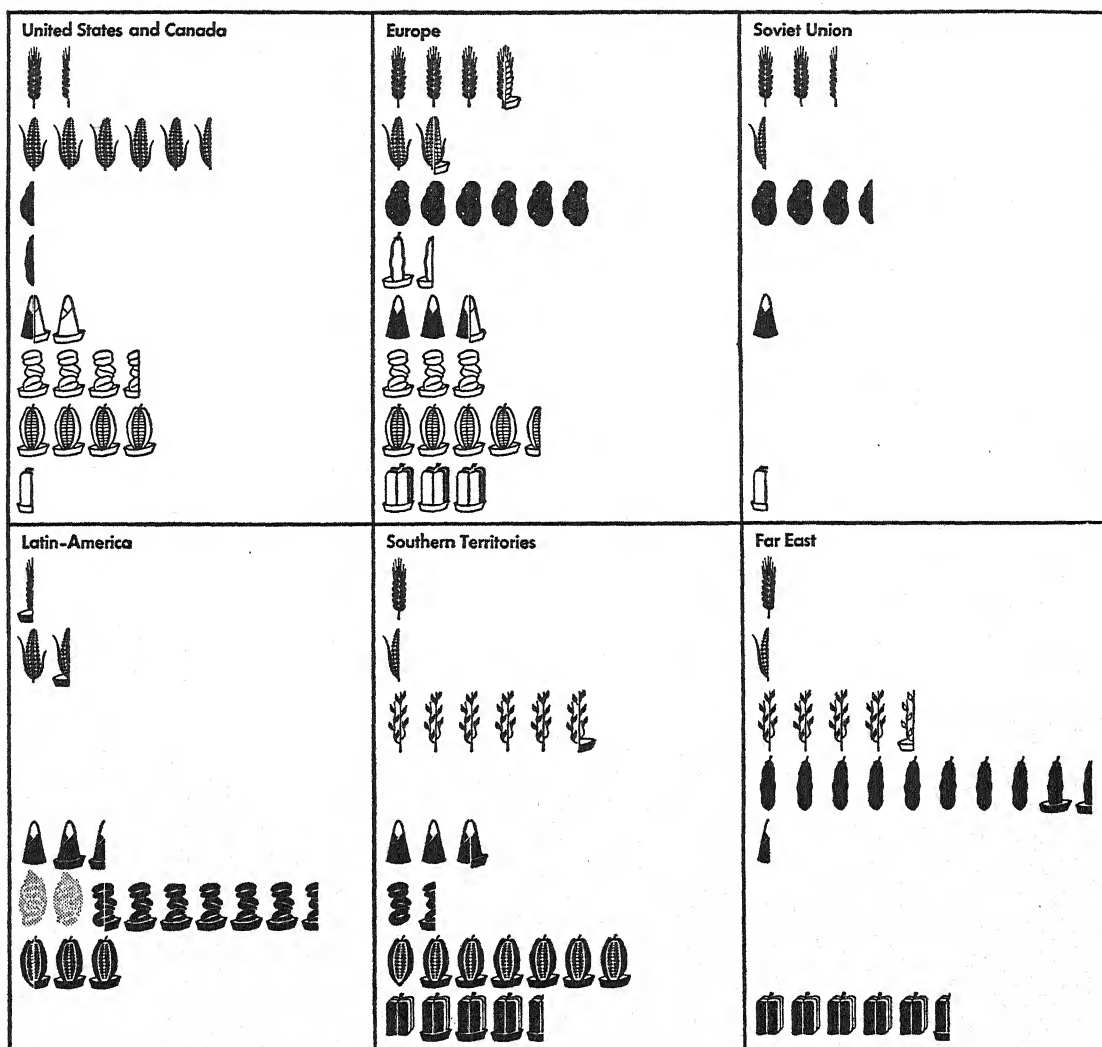 United States and Canada
Europe
Soviet Union
Latin-America
Southern Territories
Far East